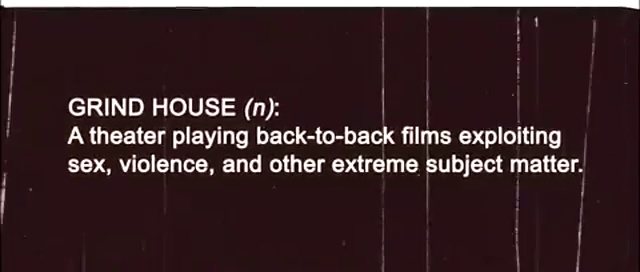 GRIND HOUSE (n):
A theater playing back-to-back films exploiting
sex, violence, and other extreme subject matter.